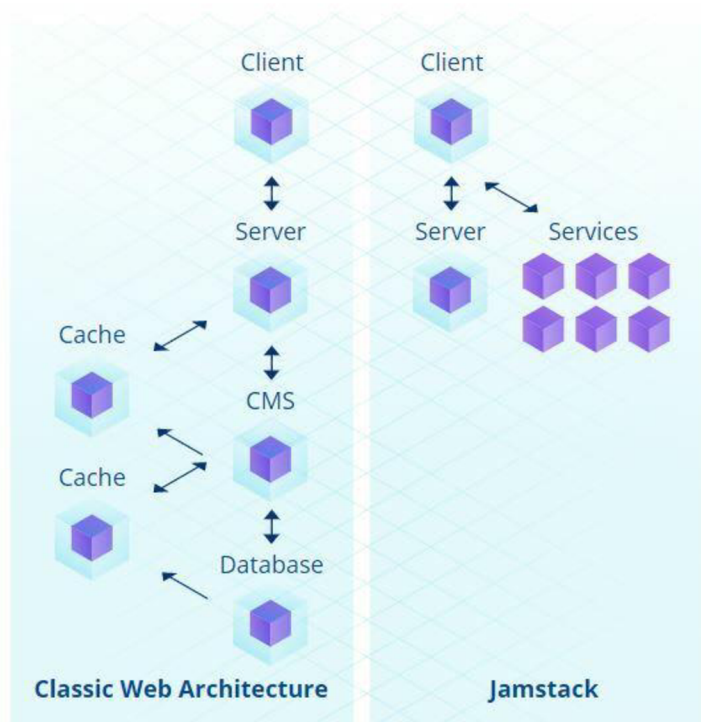 Client
Server
Cache
CMS
Cache
Database
Classic Web Architecture
Client
Server
Services
Jamstack